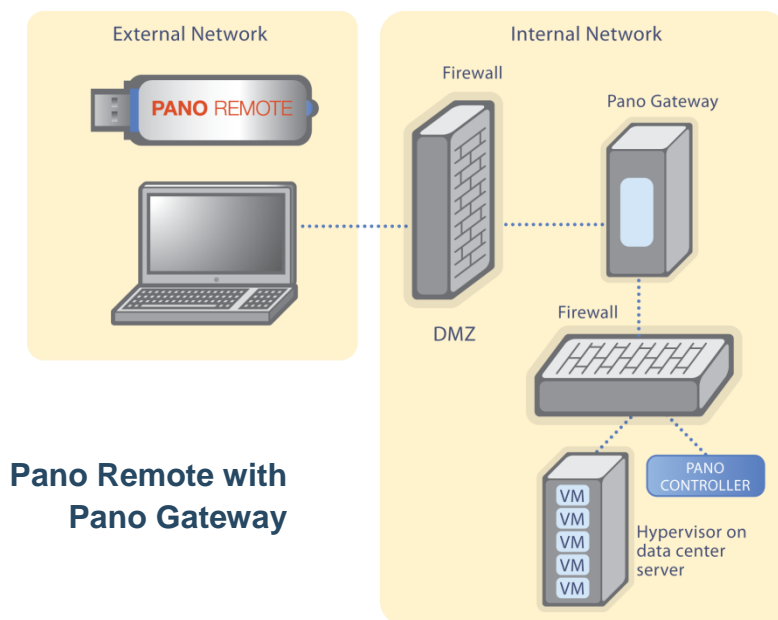 External Network
PANO REMOTE
Internal Network
Firewall
Pano Gateway
DMZ
Firewall
PANO
CONTROLLER
VM
VM
VM
VM
VM
Hypervisor on
data center
server
Pano Remote with
Pano Gateway